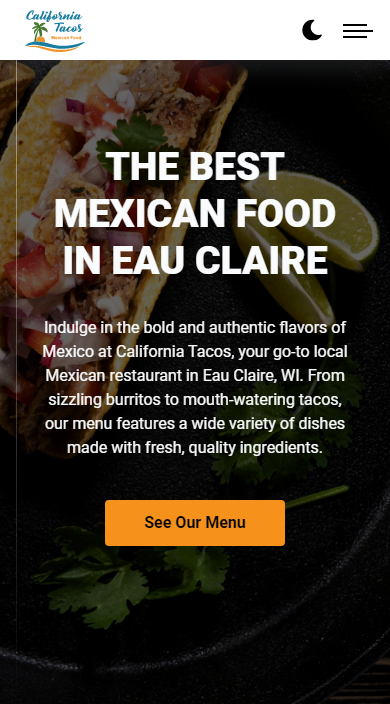 California
Tacos
Mexican Food
THE BEST
MEXICAN FOOD
IN EAU CLAIRE
Indulge in the bold and authentic flavors of
Mexico at California Tacos, your go-to local
Mexican restaurant in Eau Claire, WI. From
sizzling burritos to mouth-watering tacos,
our menu features a wide variety of dishes
made with fresh, quality ingredients.
See Our Menu